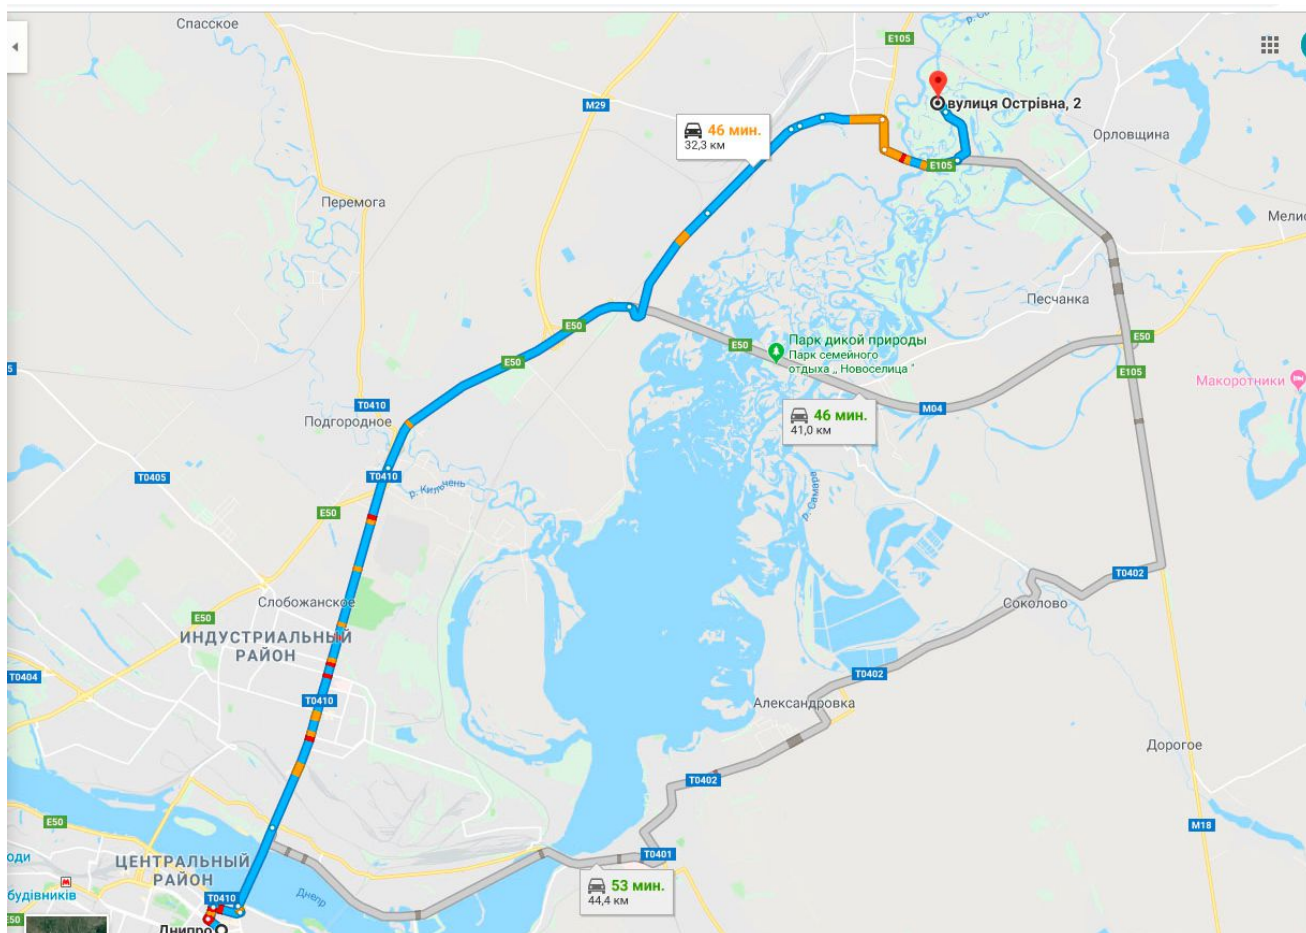 Спасское
E105
M29
вулиця Острівна, 2
46 мин.
32,3 км
Орловщина
E105
Перемога
Песчанка
E50
E50
Парк дикой природы
Парк семейного
отдыха „ Новоселица "
E50
E50
E105
Макоротники
T0410
M04
46 мин.
41,0 км
Подгородное
T0405
T0410
р. Кильчень
р. Самара
E50
T0402
Слобожанское
Соколово
E50
ИНДУСТРИАЛЬНЫЙ
РАЙОН
T0404
T0402
T0410
Александровка
Дорогое
T0402
E50
M18
ЦЕНТРАЛЬНЫЙ
РАЙОН
T0401
53 мин.
44,4 км
Днепр
T0410
E50
Днипро